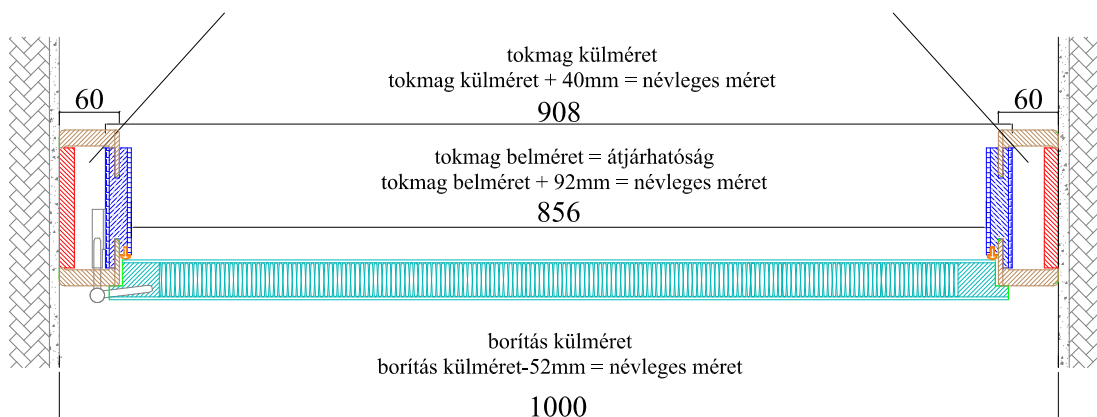 tokmag külméret
tokmag külméret + 40mm = névleges méret
60
908
60
tokmag belméret = átjárhatóság
tokmag belméret + 92mm = névleges méret
856
borítás külméret
borítás külméret-52mm = névleges méret
1000